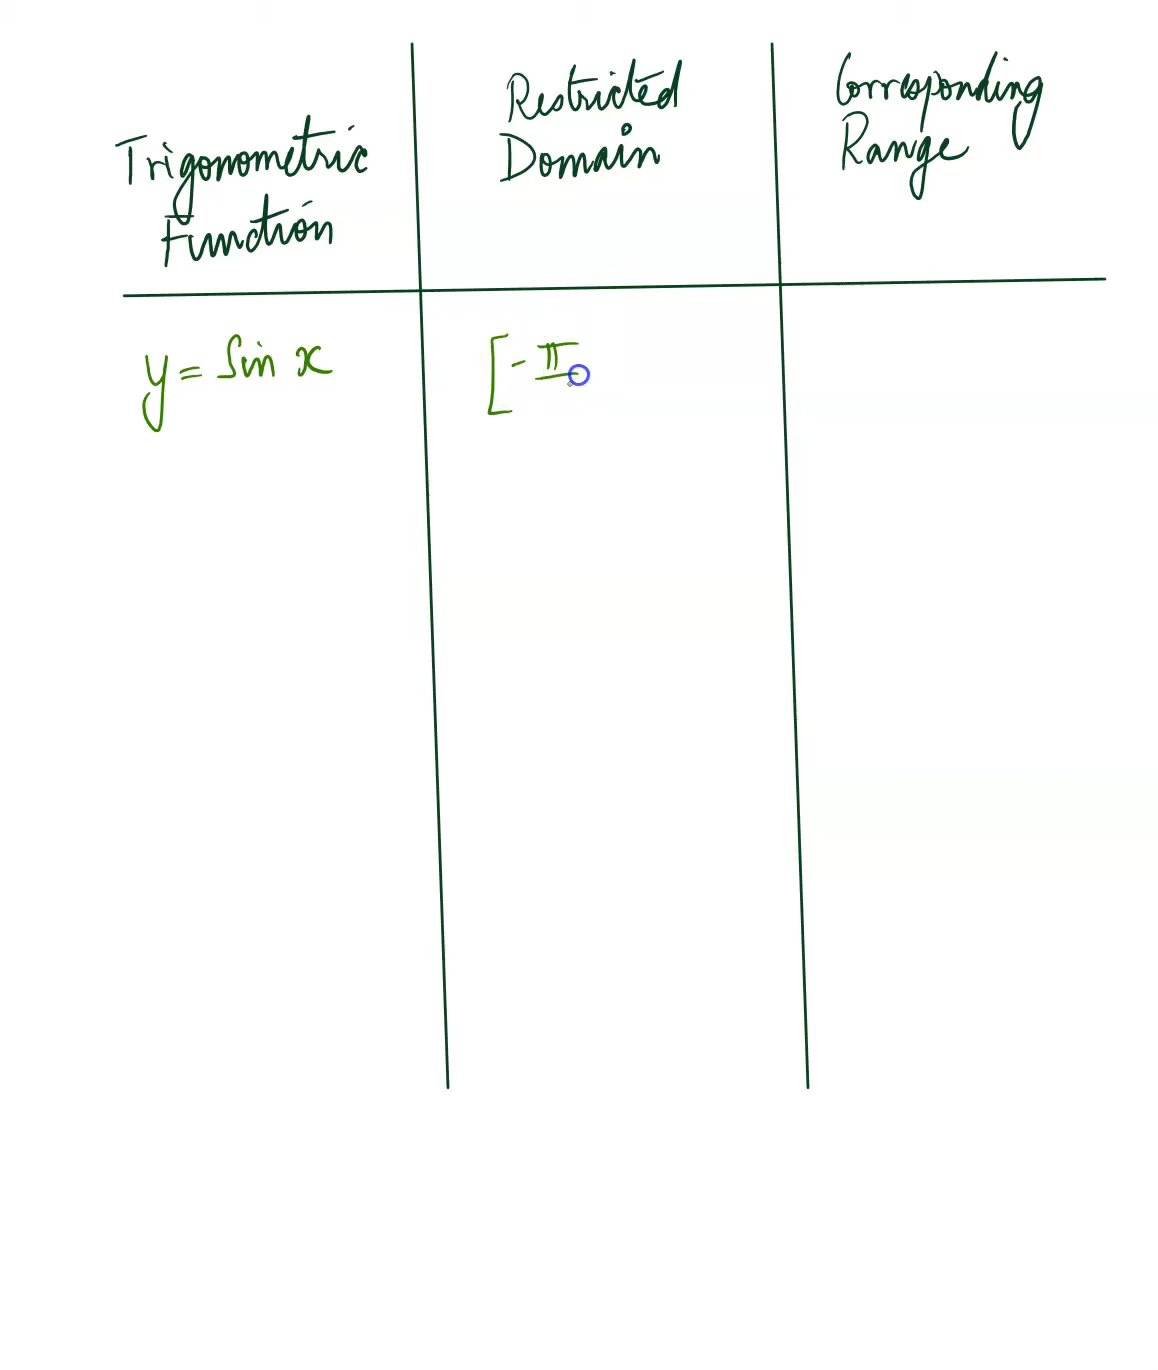 Trigonometric
Function
Restricted
Domain
Corresponding
Range
y = Sin x
[-π